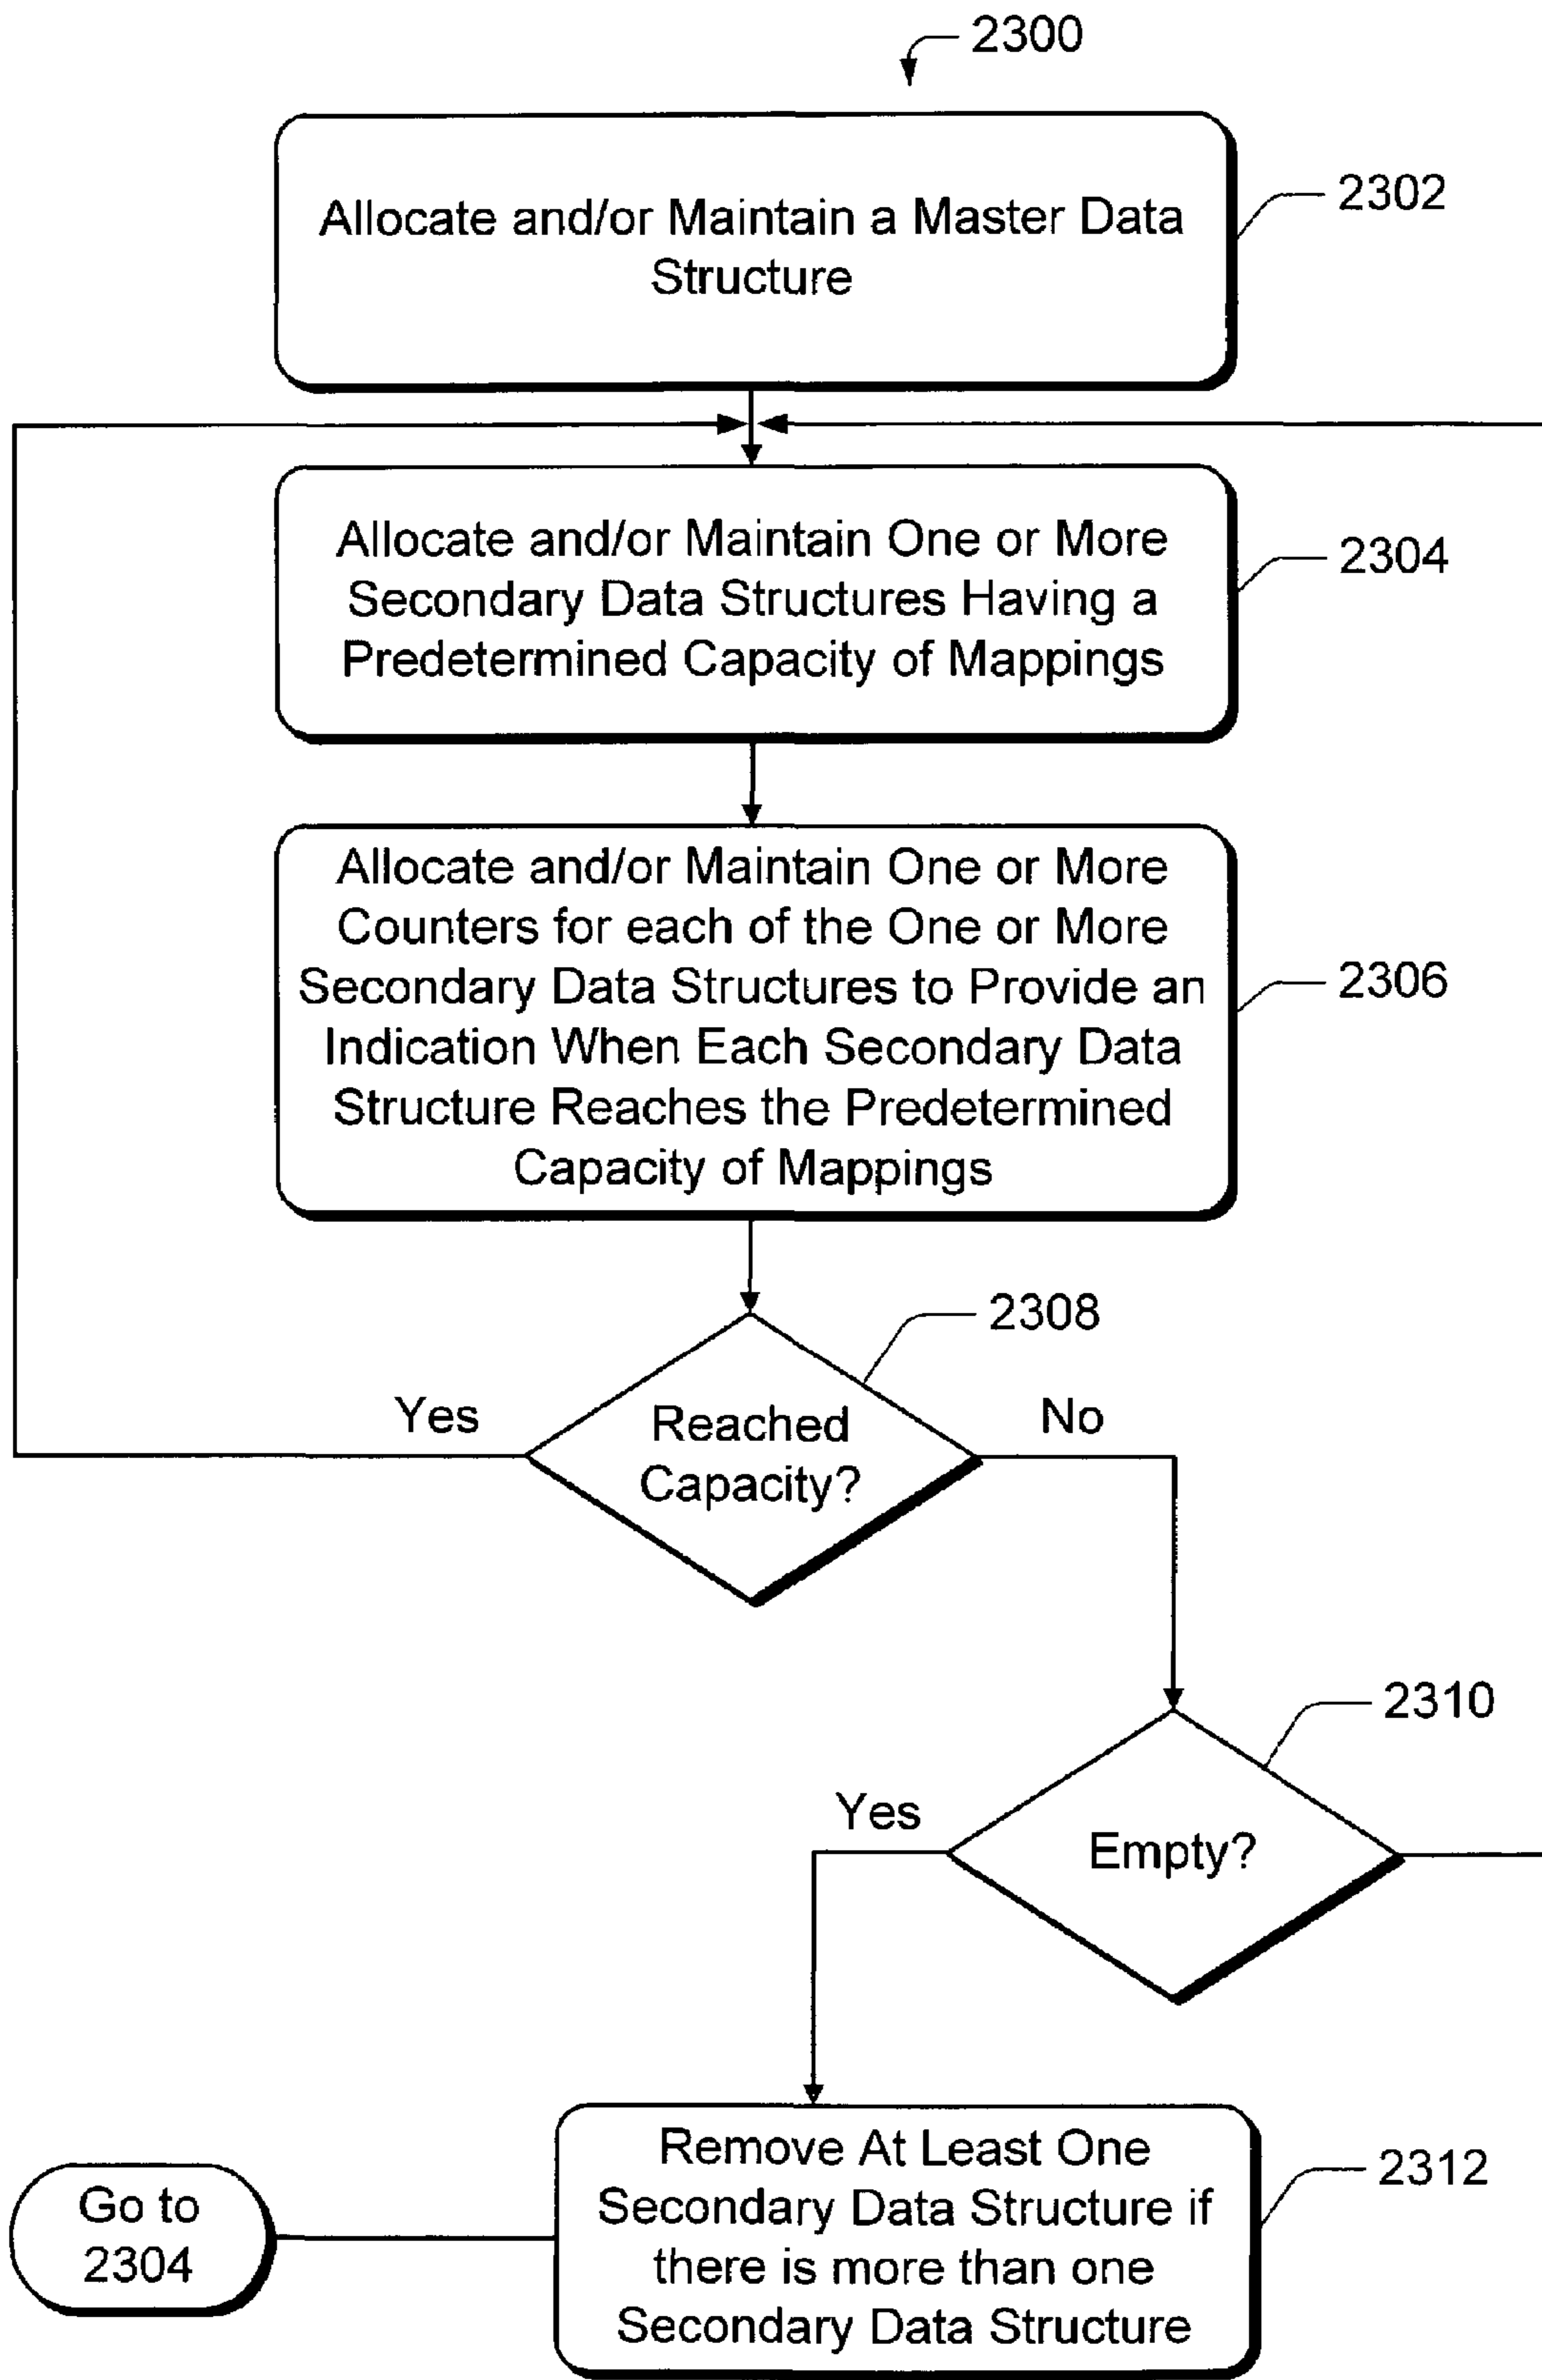 2300
Allocate and/or Maintain a Master Data
Structure
2302
Allocate and/or Maintain One or More
Secondary Data Structures Having a
Predetermined Capacity of Mappings
2304
Allocate and/or Maintain One or More
Counters for each of the One or More
Secondary Data Structures to Provide an
Indication When Each Secondary Data
Structure Reaches the Predetermined
Capacity of Mappings
2306
2308
Yes
Reached
Capacity?
No
2310
Yes
Empty?
Remove At Least One
Secondary Data Structure if
there is more than one
Secondary Data Structure
2312
Go to
2304